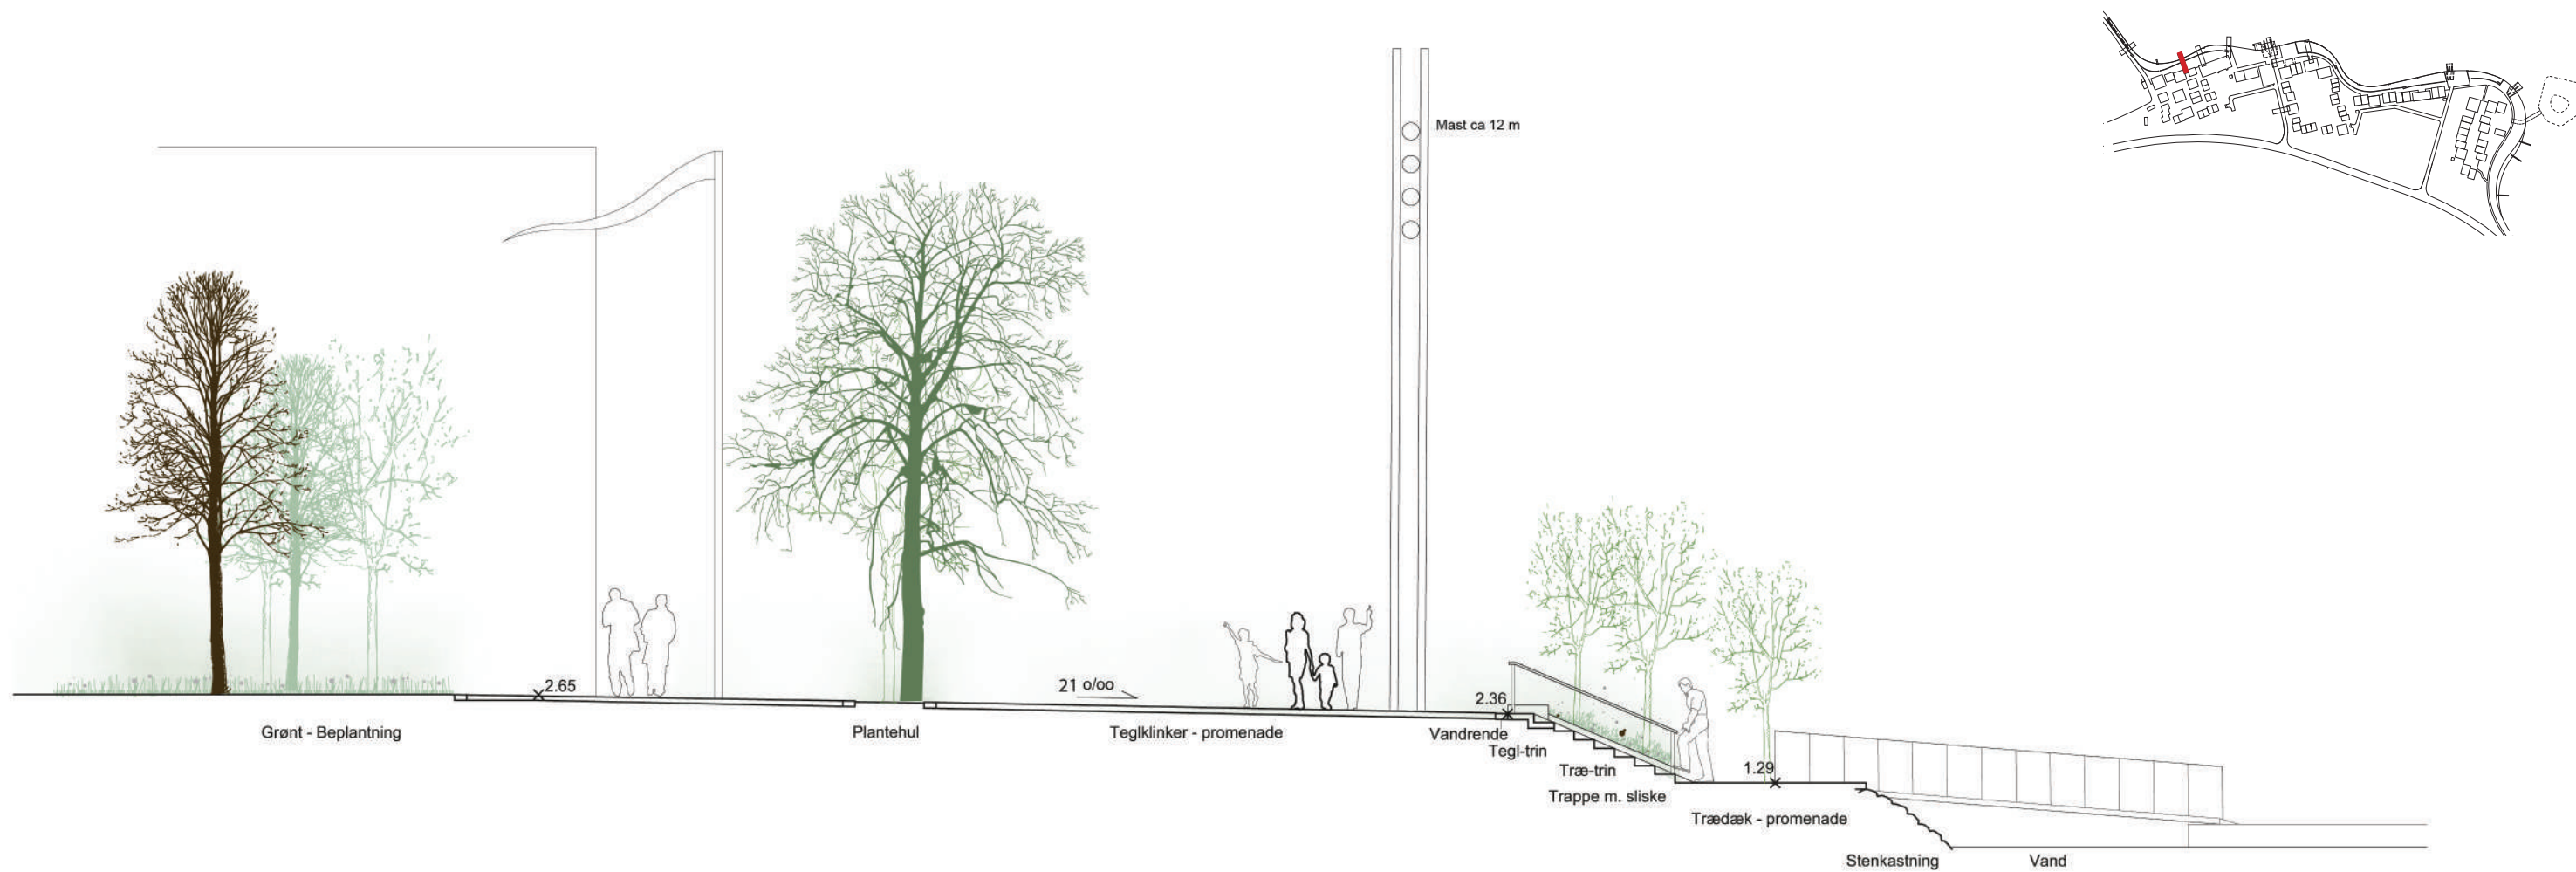 Mast ca 12 m
2.65
21 o/oo
2.36
Grønt - Beplantning
Plantehul
Teglklinker - promenade
Vandrende
Tegl-trin
Træ-trin
1.29
Trappe m. sliske
Trædæk - promenade
Stenkastning
Vand